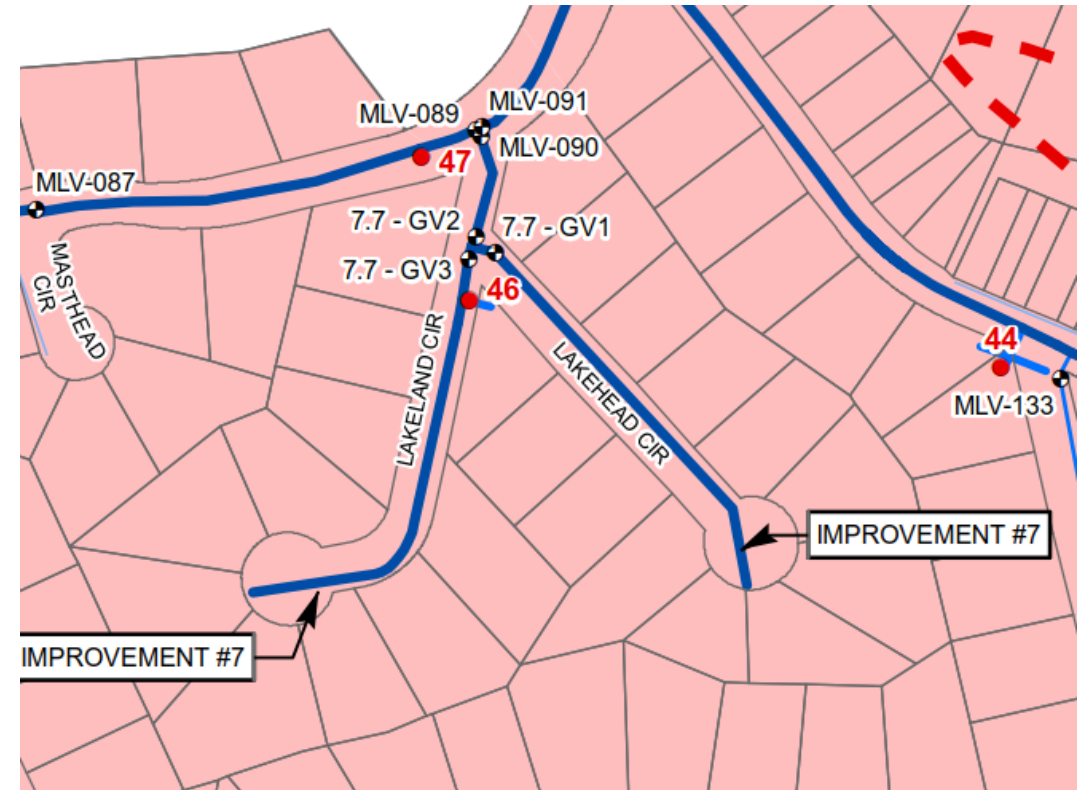 MLV-091
MLV-089
MLV-090
47
MLV-087
7.7 - GV2
7.7 - GV1
7.7 - GV3
MASTHEAD
CIR
46
LAKELAND CIR
LAKEHEAD CIR
44
MLV-133
IMPROVEMENT #7
IMPROVEMENT #7